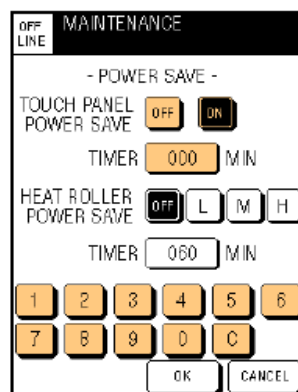 OFF LINE MAINTENANCE
- POWER SAVE -
TOUCH PANEL POWER SAVE OFF ON
TIMER 000 MIN
HEAT ROLLER POWER SAVE OFF L M H
TIMER 060 MIN
1 2 3 4 5 6
7 8 9 0 C
OK CANCEL